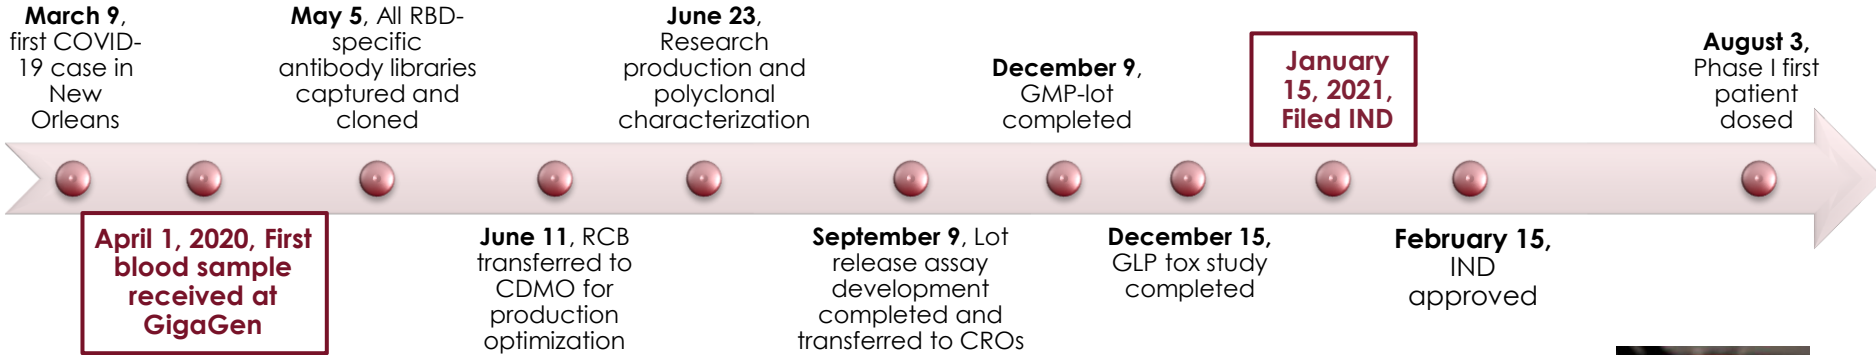 March 9,
first COVID-
19 case in
New
Orleans
April 1, 2020, First
blood sample
received at
GigaGen
May 5, All RBD-
specific
antibody libraries
captured and
cloned
June 11, RCB
transferred to
CDMO for
production
optimization
June 23,
Research
production and
polyclonal
characterization
September 9, Lot
release assay
development
completed and
transferred to CROs
December 9,
GMP-lot
completed
December 15,
GLP tox study
completed
January
15, 2021,
Filed IND
February 15,
IND
approved
August 3,
Phase I first
patient
dosed